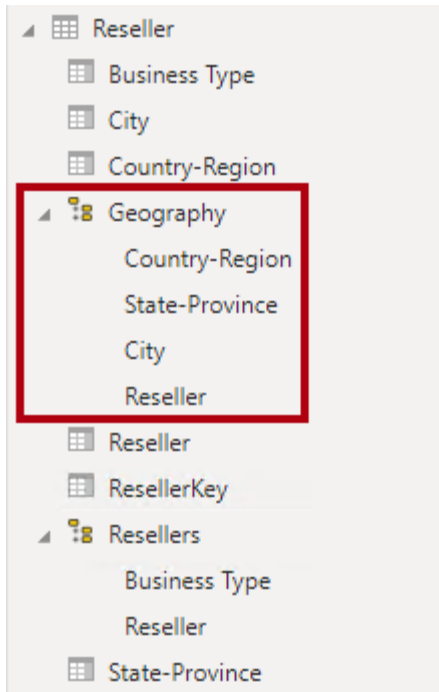 Reseller
Business Type
City
Country-Region
Geography
Country-Region
State-Province
City
Reseller
Reseller
ResellerKey
Resellers
Business Type
Reseller
State-Province